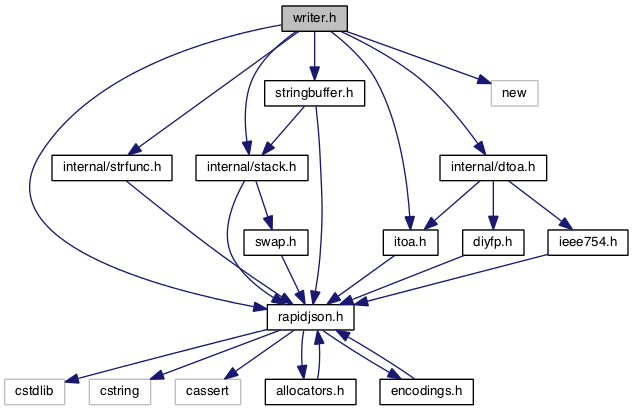 writer.h
stringbuffer.h
new
internal/strfunc.h
internal/stack.h
internal/dtoa.h
swap.h
itoa.h
diyfp.h
ieee754.h
rapidjson.h
cstdlib
cstring
cassert
allocators.h
encodings.h